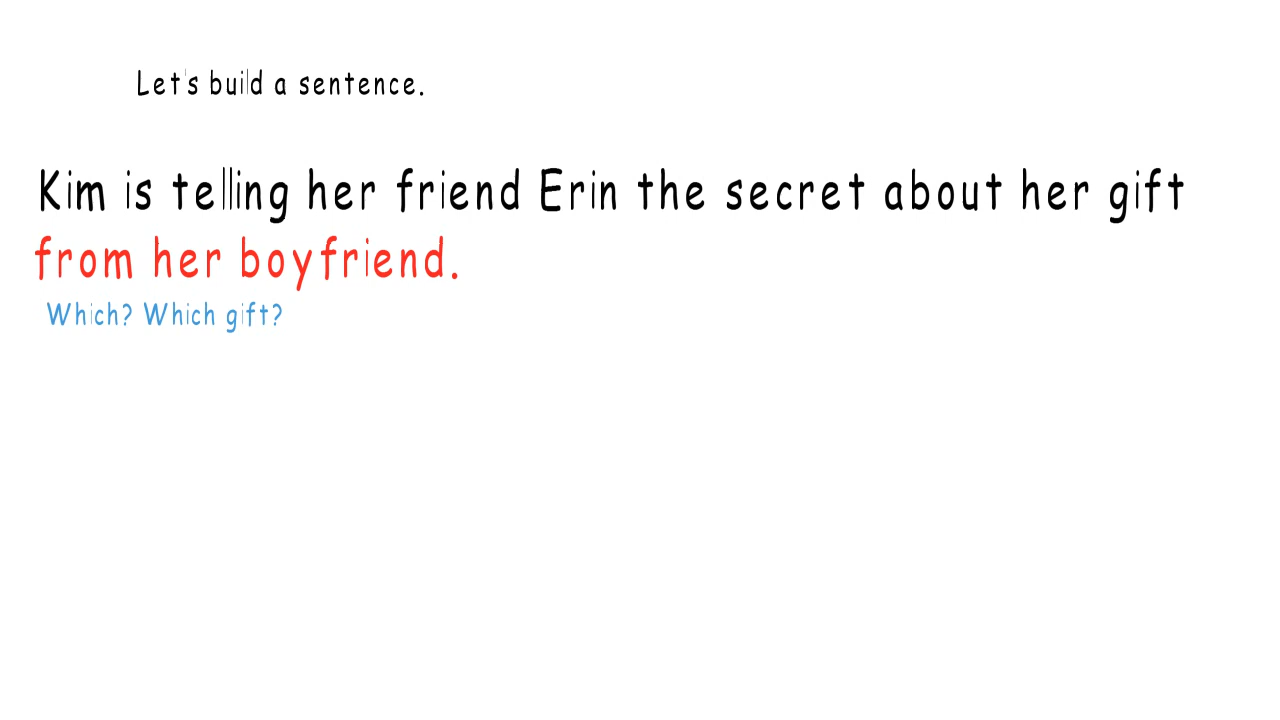 Let's build a sentence.
Kim is telling her friend Erin the secret about her gift
from her boyfriend.
Which? Which gift?